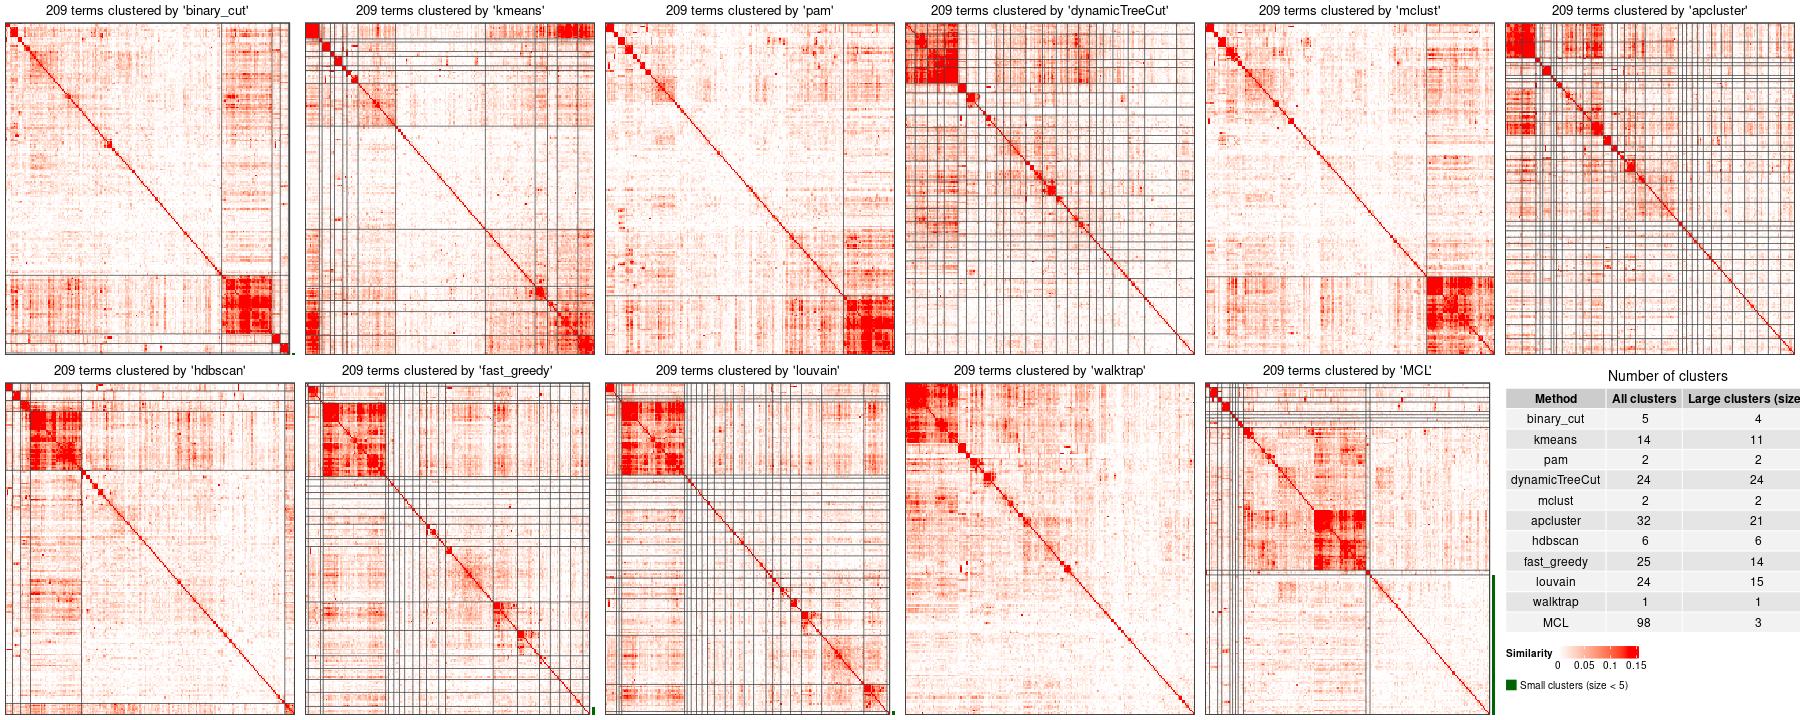 209 terms clustered by 'binary_cut'
209 terms clustered by 'kmeans'
209 terms clustered by 'pam'
209 terms clustered by 'dynamicTreeCut'
209 terms clustered by 'mclust'
209 terms clustered by 'apcluster'
209 terms clustered by 'hdbscan'
209 terms clustered by 'fast_greedy'
209 terms clustered by 'louvain'
209 terms clustered by 'walktrap'
209 terms clustered by 'MCL'
Number of clusters
Method All clusters Large clusters (size
binary_cut 5 4
kmeans 14 11
pam 2 2
dynamicTreeCut 24 24
mclust 2 2
apcluster 32 21
hdbscan 6 6
fast_greedy 25 14
louvain 24 15
walktrap 1 1
MCL 98 3
Similarity
0 0.05 0.1 0.15
Small clusters (size < 5)